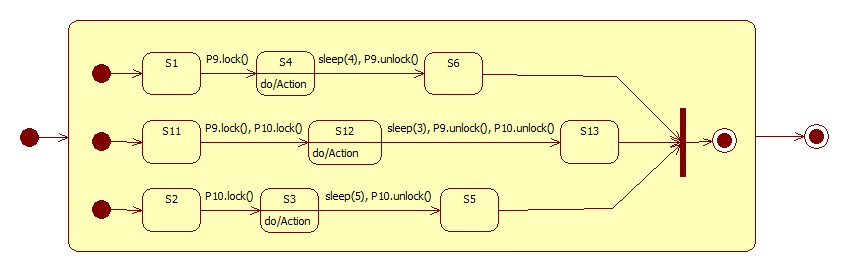 S1 P9.lock() S4 sleep(4), P9.unlock() S6
do/Action
S11 P9.lock(), P10.lock() S12 sleep(3), P9.unlock(), P10.unlock() S13
do/Action
S2 P10.lock() S3 sleep(5), P10.unlock() S5
do/Action